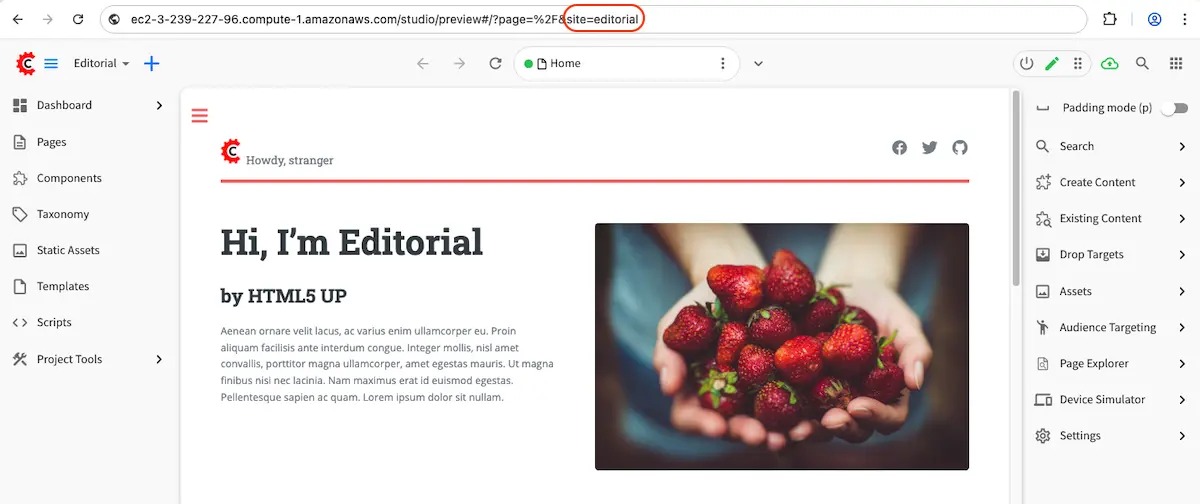 ec2-3-239-227-96.compute-1.amazonaws.com/studio/preview#/?page=%2F&site=editorial
Editorial
Home
Dashboard
Pages
Components
Taxonomy
Static Assets
Templates
Scripts
Project Tools
C Howdy, stranger
Hi, I'm Editorial
by HTML5 UP
Aenean ornare velit lacus, ac varius enim ullamcorper eu. Proin
aliquam facilisis ante interdum congue. Integer mollis, nisl amet
convallis, porttitor magna ullamcorper, amet egestas mauris. Ut magna
finibus nisi nec lacinia. Nam maximus erat id euismod egestas.
Pellentesque sapien ac quam. Lorem ipsum dolor sit nullam.
Padding mode (p)
Search
Create Content
Existing Content
Drop Targets
Assets
Audience Targeting
Page Explorer
Device Simulator
Settings